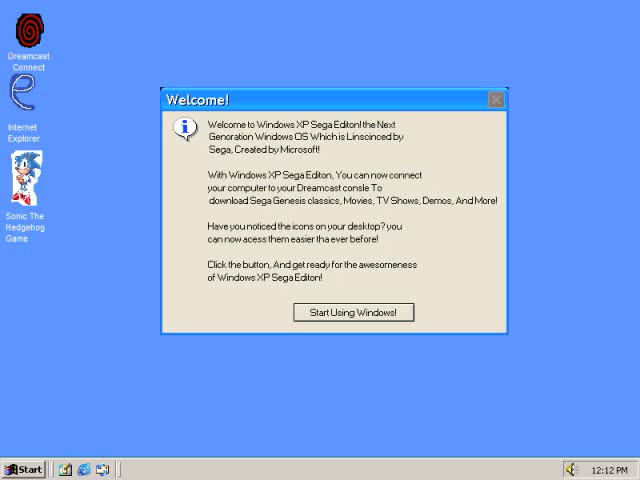 Dreamcast
Connect
Internet
Explorer
Sonic The
Hedgehog
Game
Welcome!
Welcome to Windows XP Sega Editon! the Next
Genoration Windows OS Which is Linscinced by
Sega, Created by Microsoft!
With Windows XP Sega Editon, You can now connect
your computer to your Dreamcast consle To
download Sega Genesis classics, Movies, TV Shows, Demos, And More!
Have you noticed the icons on your desktop? you
can now acess them easier tha ever before!
Click the button, And get ready for the awesomeness
of Windows XP Sega Editon!
Start Using Windows!
Start
12:12 PM